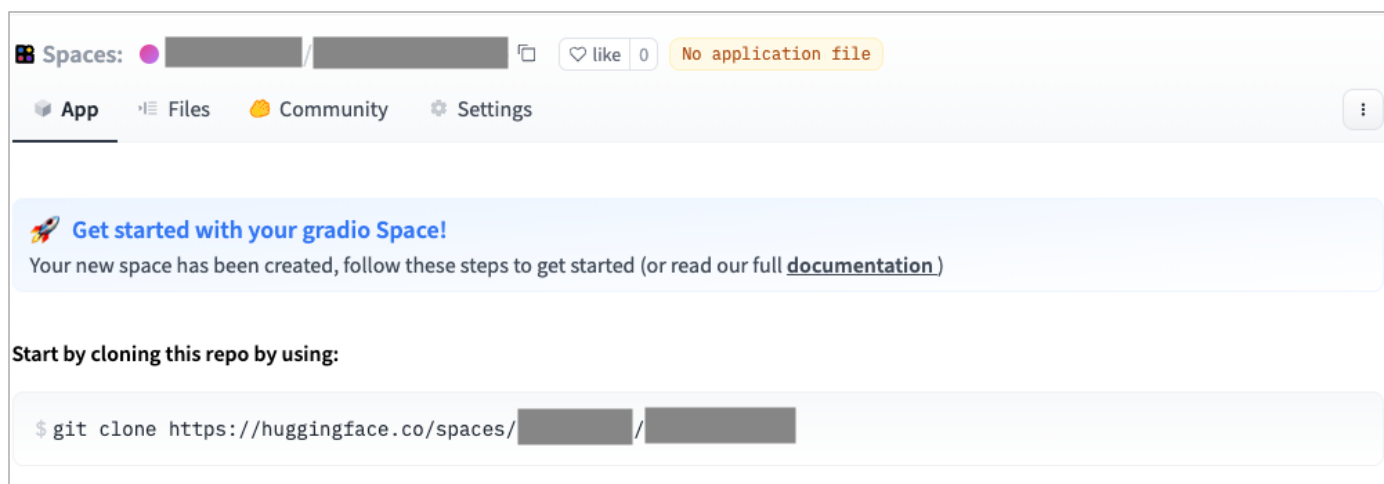 Spaces: / like 0 No application file
App Files Community Settings
Get started with your gradio Space!
Your new space has been created, follow these steps to get started (or read our full documentation )
Start by cloning this repo by using:
$ git clone https://huggingface.co/spaces/ /